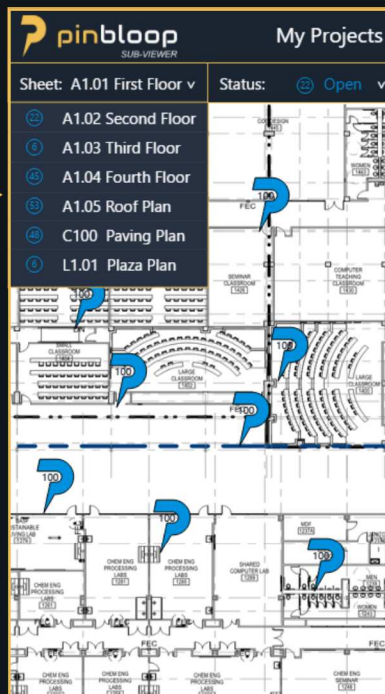 pinbloop
SUB-VIEWER
My Projects
Sheet: A1.01 First Floor
Status: 22 Open
22 A1.02 Second Floor
6 A1.03 Third Floor
45 A1.04 Fourth Floor
53 A1.05 Roof Plan
48 C100 Paving Plan
6 L1.01 Plaza Plan
100
FEC
WOMEN
SEMINAR
CLASSROOM
COMPUTER
TEACHING
CLASSROOM
100
SMALL
CLASSROOM
100
LARGE
CLASSROOM
100
LARGE
CLASSROOM
FEC
100
100
100
MDF
100
CHEM ENG
PROCESSING
LABS
CHEM ENG
PROCESSING
LABS
SHARED
COMPUTER LAB
MEN
CHEM ENG
PROCESSING
LABS
WOMEN
FEC
FEC
CHEM ENG
PROCESSING
LABS
CHEM ENG
PROCESSING
LABS
CHEM ENG
PROCESSING
LABS
CHEM ENG
SEMINAR